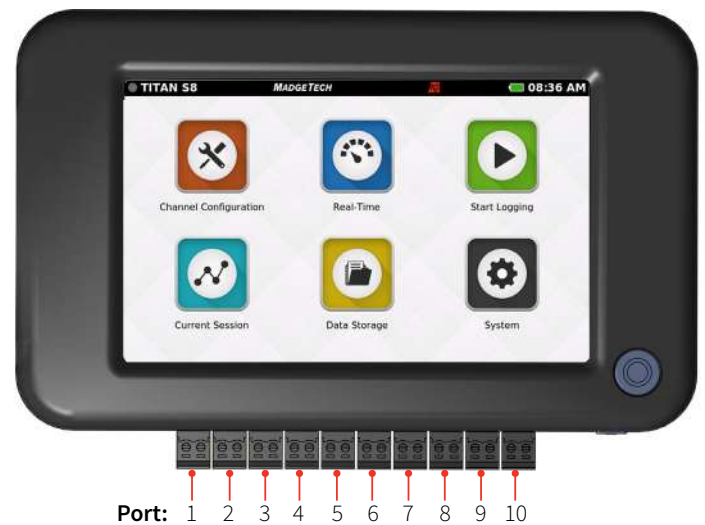 TITAN S8 MADGETECH 08:36 AM
Channel Configuration Real-Time Start Logging
Current Session Data Storage System
Port: 1 2 3 4 5 6 7 8 9 10